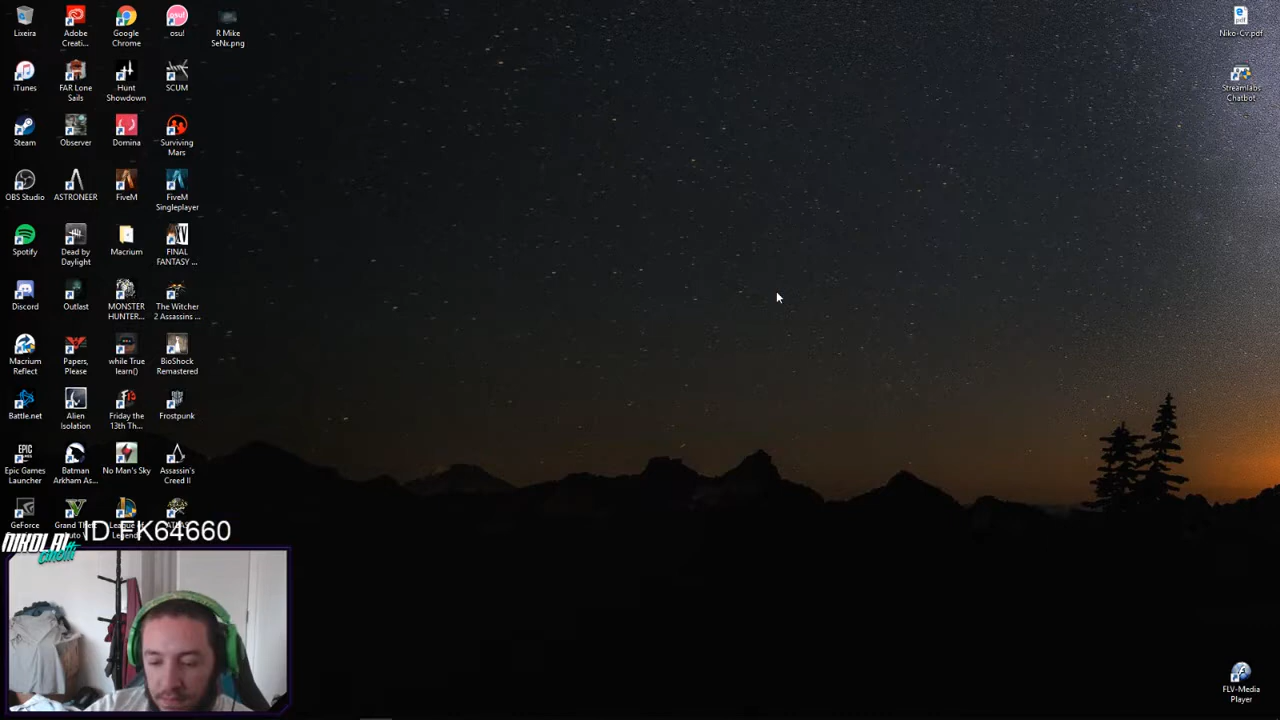 Lixeira
Adobe
Creati...
Google
Chrome
osu!
R Mike
SeNx.png
iTunes
FAR Lone
Sails
Hunt
Showdown
SCUM
Steam
Observer
Domina
Surviving
Mars
OBS Studio
ASTRONEER
FiveM
FiveM
Singleplayer
Spotify
Dead by
Daylight
Macrium
FINAL
FANTASY ...
Discord
Outlast
MONSTER
HUNTER...
The Witcher
2 Assassins ...
Macrium
Reflect
Papers,
Please
while True
learn()
BioShock
Remastered
Battle.net
Alien
Isolation
Friday the
13th Th...
Frostpunk
Epic Games
Launcher
Batman
Arkham As...
No Man's Sky
Assassin's
Creed II
GeForce
Grand Theft
League of
Legends
ID FK64660
NIKOLAI
Niko-Cv.pdf
Streamlabs
Chatbot
FLV-Media
Player